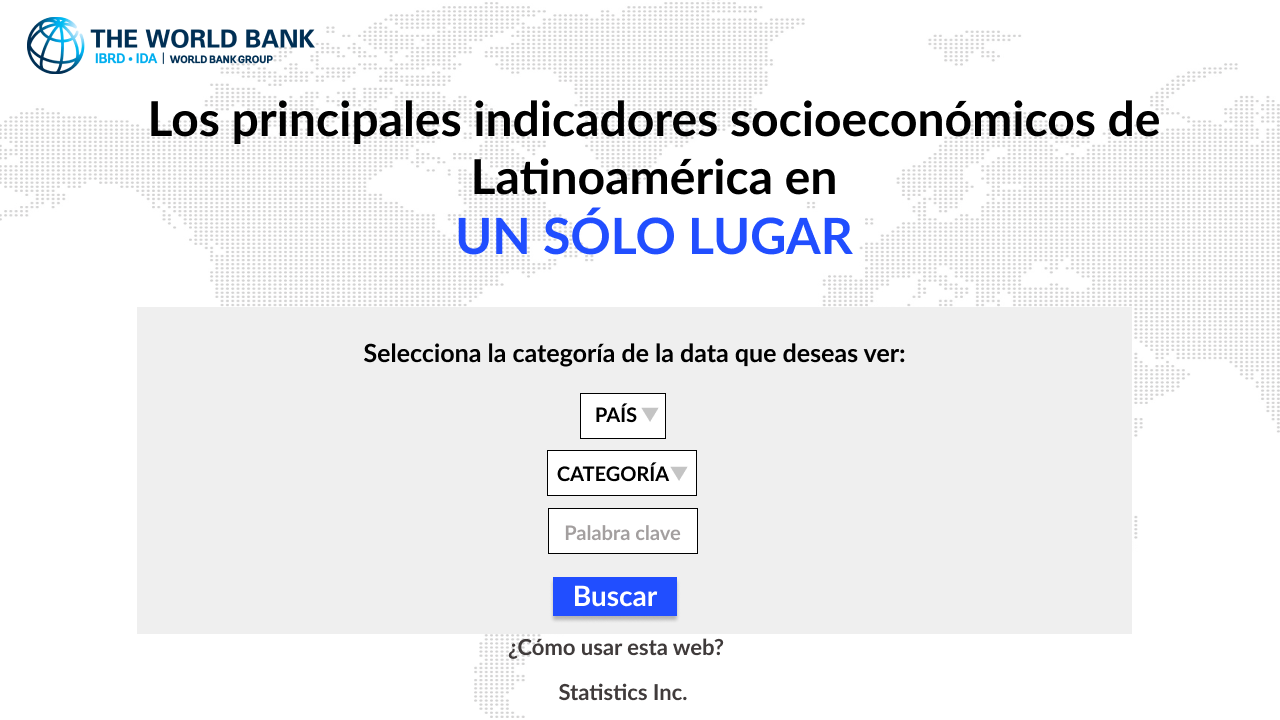 THE WORLD BANK
IBRD • IDA | WORLD BANK GROUP
Los principales indicadores socioeconómicos de
Latinoamérica en
UN SÓLO LUGAR
Selecciona la categoría de la data que deseas ver:
PAÍS
CATEGORÍA
Palabra clave
Buscar
¿Cómo usar esta web?
Statistics Inc.